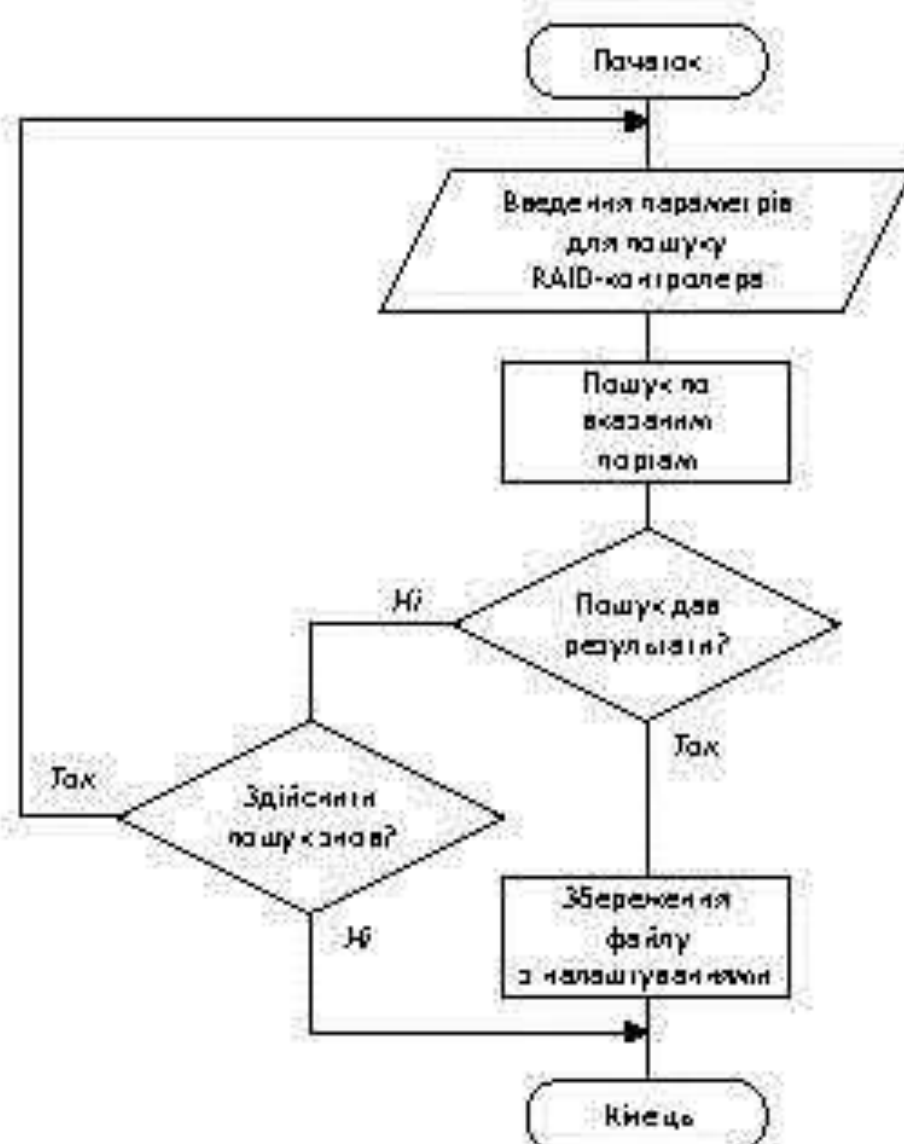 Початок
Введення параметрів
для пошуку
RAID-контролера
Пошук по
вказаним
портам
Пошук дав
результати?
Ні
Так
Здійснити
пошук знов?
Так
Ні
Збереження
файлу
з налаштуваннями
Кінець